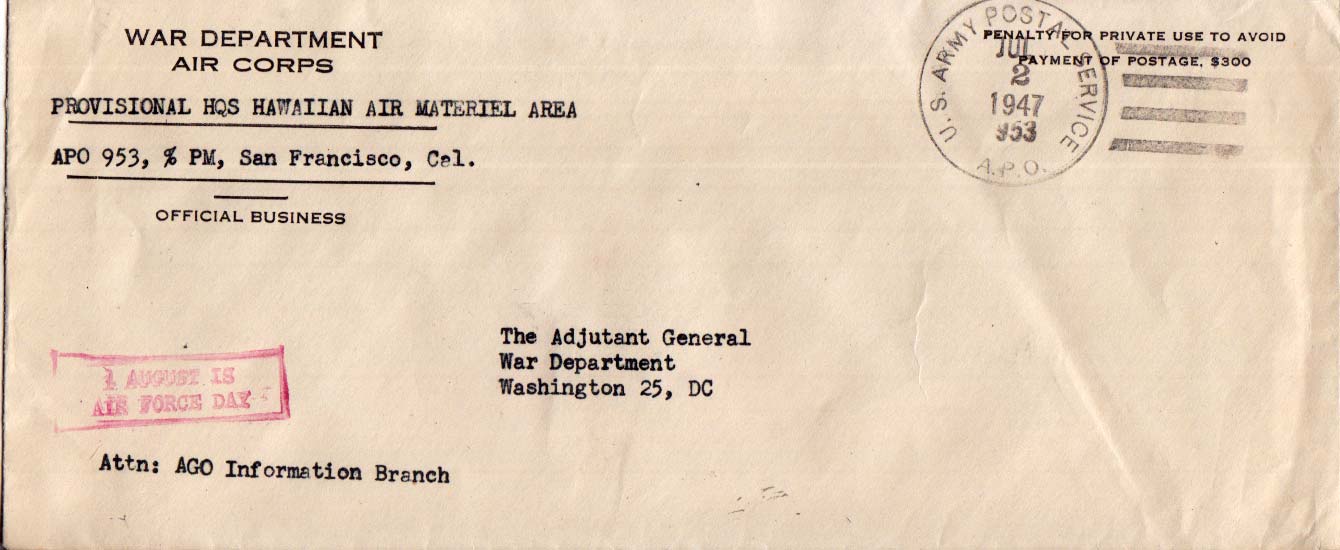 WAR DEPARTMENT
AIR CORPS
PROVISIONAL HQS HAWAIIAN AIR MATERIEL AREA
APO 953, % PM, San Francisco, Cal.
OFFICIAL BUSINESS
U. S. ARMY POSTAL SERVICE
JUL
2
1947
953
A.P.O.
PENALTY FOR PRIVATE USE TO AVOID
PAYMENT OF POSTAGE, $300
The Adjutant General
War Department
Washington 25, DC
1 AUGUST IS
AIR FORCE DAY
Attn: AGO Information Branch